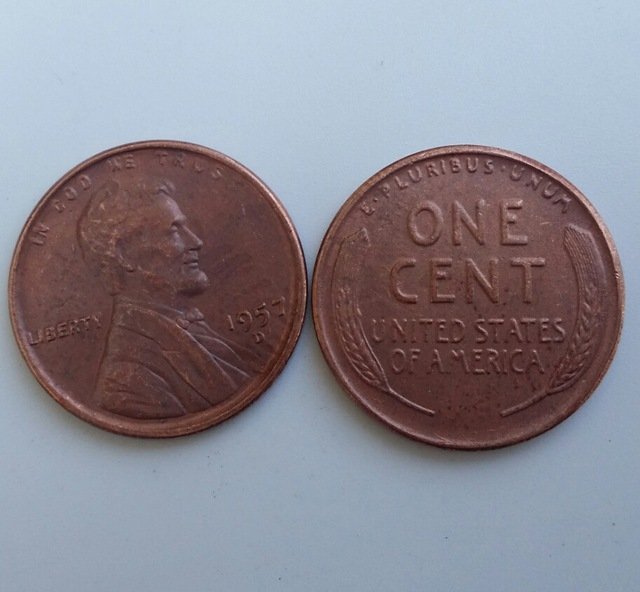 IN GOD WE TRUST
LIBERTY
1957
D
E·PLURIBUS·UNUM
ONE
CENT
UNITED STATES
OF AMERICA